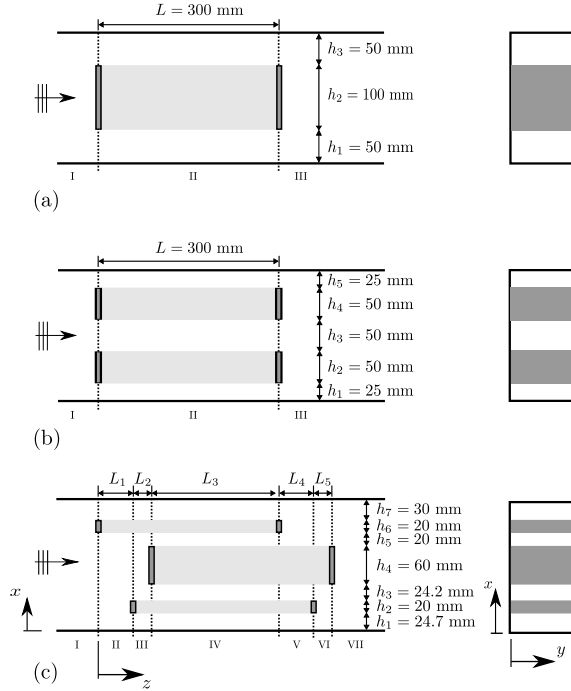 L = 300 mm
h₃ = 50 mm
h₂ = 100 mm
h₁ = 50 mm
I II III
(a)
L = 300 mm
h₅ = 25 mm
h₄ = 50 mm
h₃ = 50 mm
h₂ = 50 mm
h₁ = 25 mm
I II III
(b)
L₁ L₂ L₃ L₄ L₅
h₇ = 30 mm
h₆ = 20 mm
h₅ = 20 mm
h₄ = 60 mm
h₃ = 24.2 mm
h₂ = 20 mm
h₁ = 24.7 mm
x x
I II III IV V VI VII
(c) z y